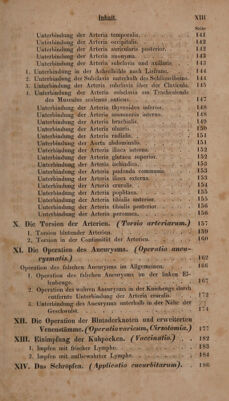 Inhalt. XIII
Seite
Unterbindung der Arteria temporalis. . . . . . 141
Unterbindung der Arteria occipitalis. . . . . . 142
Unterbindung der Arteria auricularis posterior. . . . 142
Unterbindung der Arteria anonyma. . . . . . 143
Unterbindung der Arteria subclavia und axillaris . . 143
1. Unterbindung in der Achselhöhle nach Lisfranc. . . . 144
2. Unterbindung der Subclavia unterhalb des Schlüsselbeins. 144
3. Unterbindung der Arteria subclavia über der Clavicula. 145
4. Unterbindung der Arteria subclavia am Trachealende
des Musculus scalenus anticus. . . . . . 147
Unterbindung der Arteria thyreoidea inferior. . . . 148
Unterbindung der Arteria mammaria interna. . . . 148
Unterbindung der Arteria brachialis. . . . . 149
Unterbindung der Arteria ulnaris. . . . . . 150
Unterbindung der Arteria radialis. . . . . . 151
Unterbindung der Aorta abdominalis. . . . . 151
Unterbindung der Arteria iliaca interna. . . . . 152
Unterbindung der Arteria glutaea superior. . . . 152
Unterbindung der Arteria ischiadica. . . . . 152
Unterbindung der Arteria pudenda communis. . . . 153
Unterbindung der Arteria iliaca externa. . . . . 153
Unterbindung der Arteria cruralis. . . . . . 154
Unterbindung der Arteria poplitaea. . . . . . 155
Unterbindung der Arteria tibialis anterior. . . . 155
Unterbindung der Arteria tibialis posterior . . . 156
Unterbindung der Arteria peronaea. . . . . . 156
X. Die Torsion der Arterien. (Torsio arteriarum.) 157
1. Torsion blutender Arterien. . . . . . . 159
2. Torsion in der Continuität der Arterien. . . . . 160
XI. Die Operation des Aneurysma. (Operatio aneu-
rysmatis.) . . . . . . . . 162
Operation des falschen Aneurysma im Allgemeinen. . . 166
1. Operation des falschen Aneurysma in der linken El-
lenbeuge. . . . . . . . . 167
2. Operation des wahren Aneurysma in der Kniebeuge durch
entfernte Unterbindung der Arteria cruralis . . . 172
3. Unterbindung des Aneurysma unterhalb in der Nähe der
Geschwulst. . . . . . . . . 174
XII. Die Operation der Blutaderknoten und erweiterten
Venenstämme. (Operatio varicum, Cirsotomia.) 177
XIII. Einimpfung der Kuhpocken. (Vaccinatio.) . . 182
1. Impfen mit frischer Lymphe. . . . . . . 183
2. Impfen mit aufbewahrter Lymphe. . . . . . 184
XIV. Das Schröpfen. (Applicatio cucurbitarum). . 186